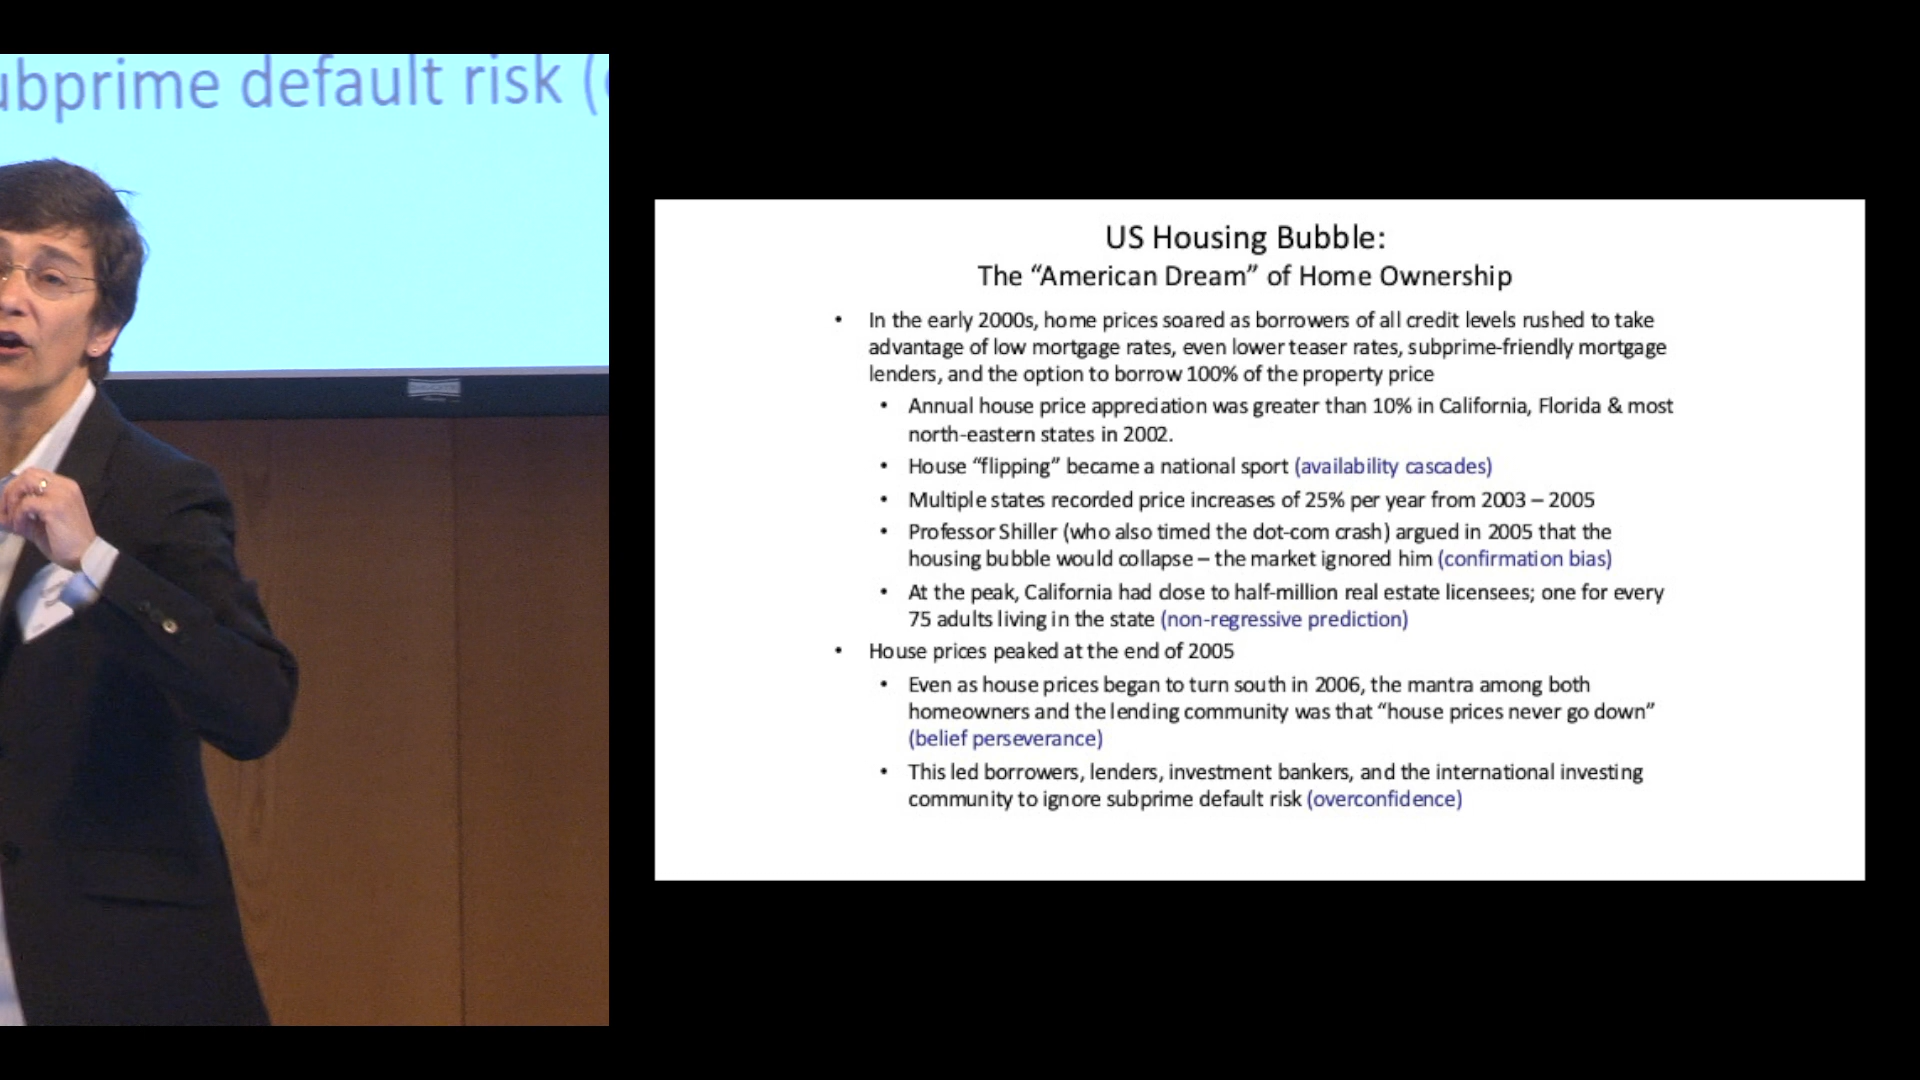 ubprime default risk (
US Housing Bubble:
The “American Dream” of Home Ownership
• In the early 2000s, home prices soared as borrowers of all credit levels rushed to take
advantage of low mortgage rates, even lower teaser rates, subprime-friendly mortgage
lenders, and the option to borrow 100% of the property price
• Annual house price appreciation was greater than 10% in California, Florida & most
north-eastern states in 2002.
• House “flipping” became a national sport (availability cascades)
• Multiple states recorded price increases of 25% per year from 2003 – 2005
• Professor Shiller (who also timed the dot-com crash) argued in 2005 that the
housing bubble would collapse – the market ignored him (confirmation bias)
• At the peak, California had close to half-million real estate licensees; one for every
75 adults living in the state (non-regressive prediction)
• House prices peaked at the end of 2005
• Even as house prices began to turn south in 2006, the mantra among both
homeowners and the lending community was that “house prices never go down”
(belief perseverance)
• This led borrowers, lenders, investment bankers, and the international investing
community to ignore subprime default risk (overconfidence)